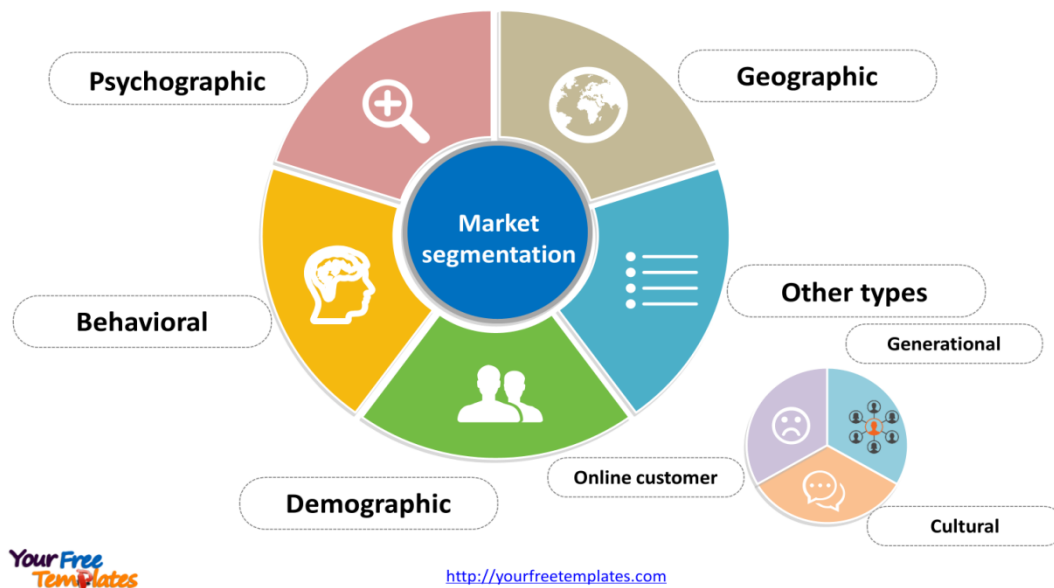 Psychographic
Geographic
Market
segmentation
Behavioral
Other types
Generational
Online customer
Demographic
Cultural
Your Free
Templates
http://yourfreetemplates.com